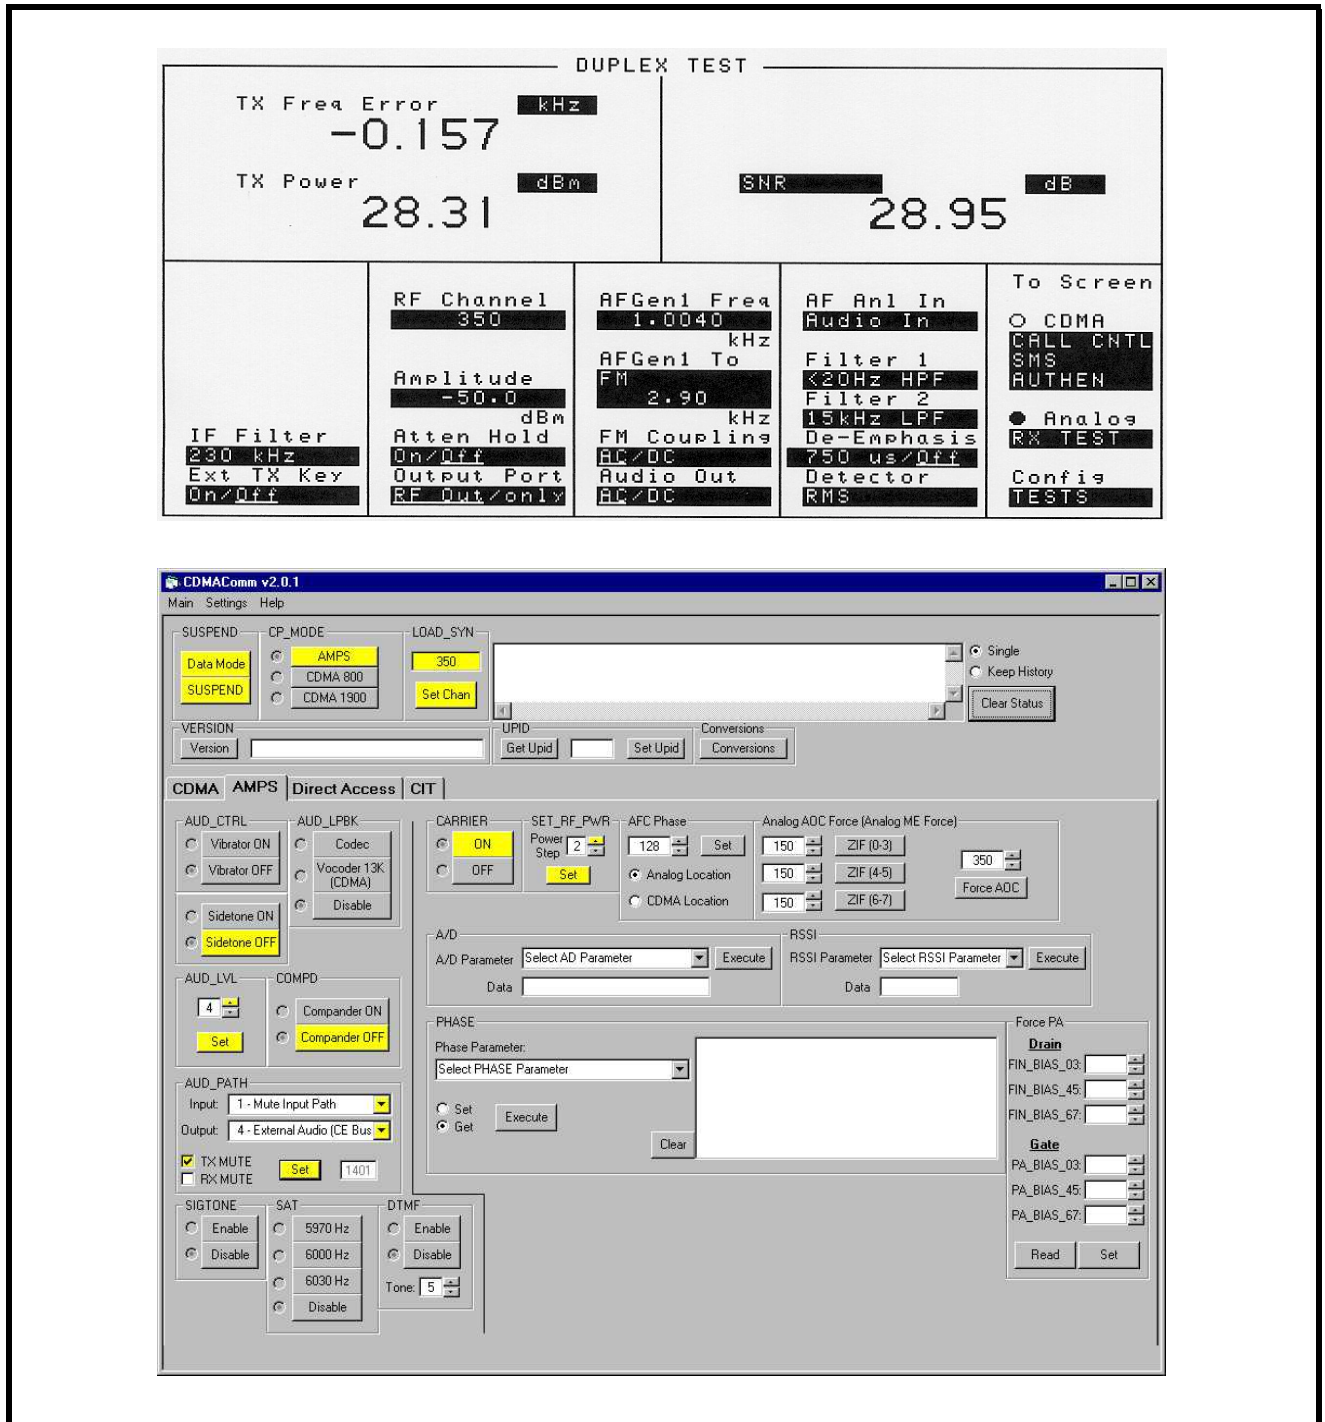 DUPLEX TEST
TX Freq Error kHz
-0.157
TX Power dBm
28.31
SNR dB
28.95
IF Filter
230 kHz
Ext TX Key
On/Off
RF Channel
350
Amplitude
-50.0
dBm
Atten Hold
On/Off
Output Port
RF Out/only
AFGen1 Freq
1.0040
kHz
AFGen1 To
FM
2.90
kHz
FM Coupling
AC/DC
Audio Out
AC/DC
AF Anl In
Audio In
Filter 1
<20Hz HPF
Filter 2
15kHz LPF
De-Emphasis
750 us/Off
Detector
RMS
To Screen
CDMA
CALL CNTL
SMS
AUTHEN
Analog
RX TEST
Config
TESTS
CDMAComm v2.0.1
Main Settings Help
SUSPEND
Data Mode
SUSPEND
CP_MODE
AMPS
CDMA 800
CDMA 1900
LOAD_SYN
350
Set Chan
Single
Keep History
Clear Status
VERSION
Version
UPID
Get Upid
Set Upid
Conversions
Conversions
CDMA AMPS Direct Access CIT
AUD_CTRL
Vibrator ON
Vibrator OFF
Sidetone ON
Sidetone OFF
AUD_LPBK
Codec
Vocoder 13K
(CDMA)
Disable
AUD_LVL
4
Set
COMPD
Compander ON
Compander OFF
AUD_PATH
Input: 1 - Mute Input Path
Output: 4 - External Audio (CE Bus
TX MUTE
RX MUTE
Set
1401
SIGTONE
Enable
Disable
SAT
5970 Hz
6000 Hz
6030 Hz
Disable
DTMF
Enable
Disable
Tone: 5
CARRIER
ON
OFF
SET_RF_PWR
Power
Step 2
Set
AFC Phase
128 Set
Analog Location
CDMA Location
Analog AOC Force (Analog ME Force)
150 ZIF (0-3)
150 ZIF (4-5)
150 ZIF (6-7)
350
Force AOC
A/D
A/D Parameter Select AD Parameter Execute
Data
RSSI
RSSI Parameter Select RSSI Parameter Execute
Data
PHASE
Phase Parameter:
Select PHASE Parameter
Set
Get
Execute
Clear
Force PA
Drain
FIN_BIAS_03:
FIN_BIAS_45:
FIN_BIAS_67:
Gate
PA_BIAS_03:
PA_BIAS_45:
PA_BIAS_67:
Read Set